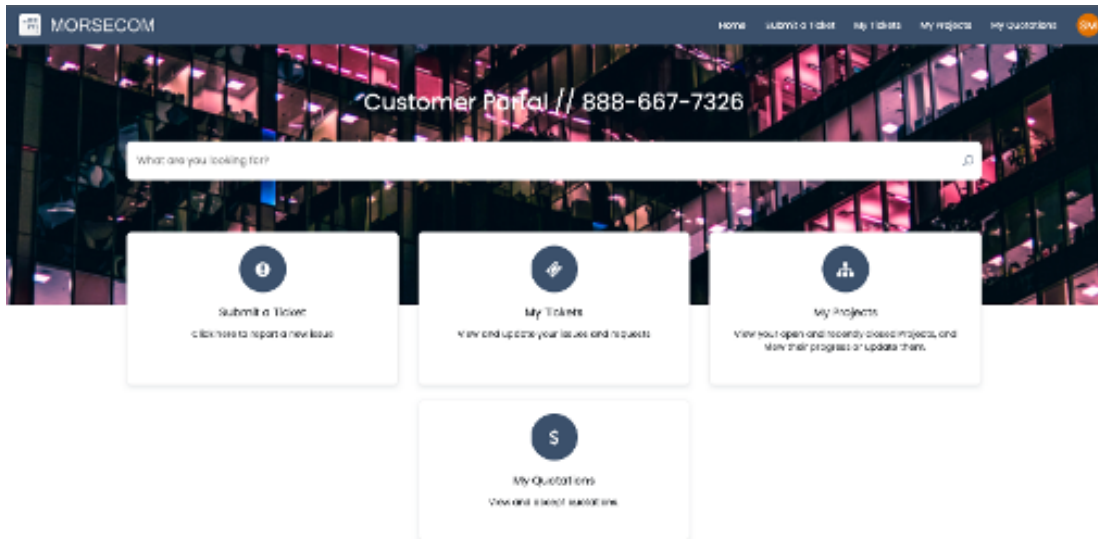 MORSECOM
Home Submit a Ticket My Tickets My Projects My Quotations SM
Customer Portal // 888-667-7326
What are you looking for?
Submit a Ticket
Click here to report a new issue
My Tickets
View and update your issues and requests
My Projects
View your open and recently closed Projects, and
view their progress or update them.
My Quotations
View and accept quotations